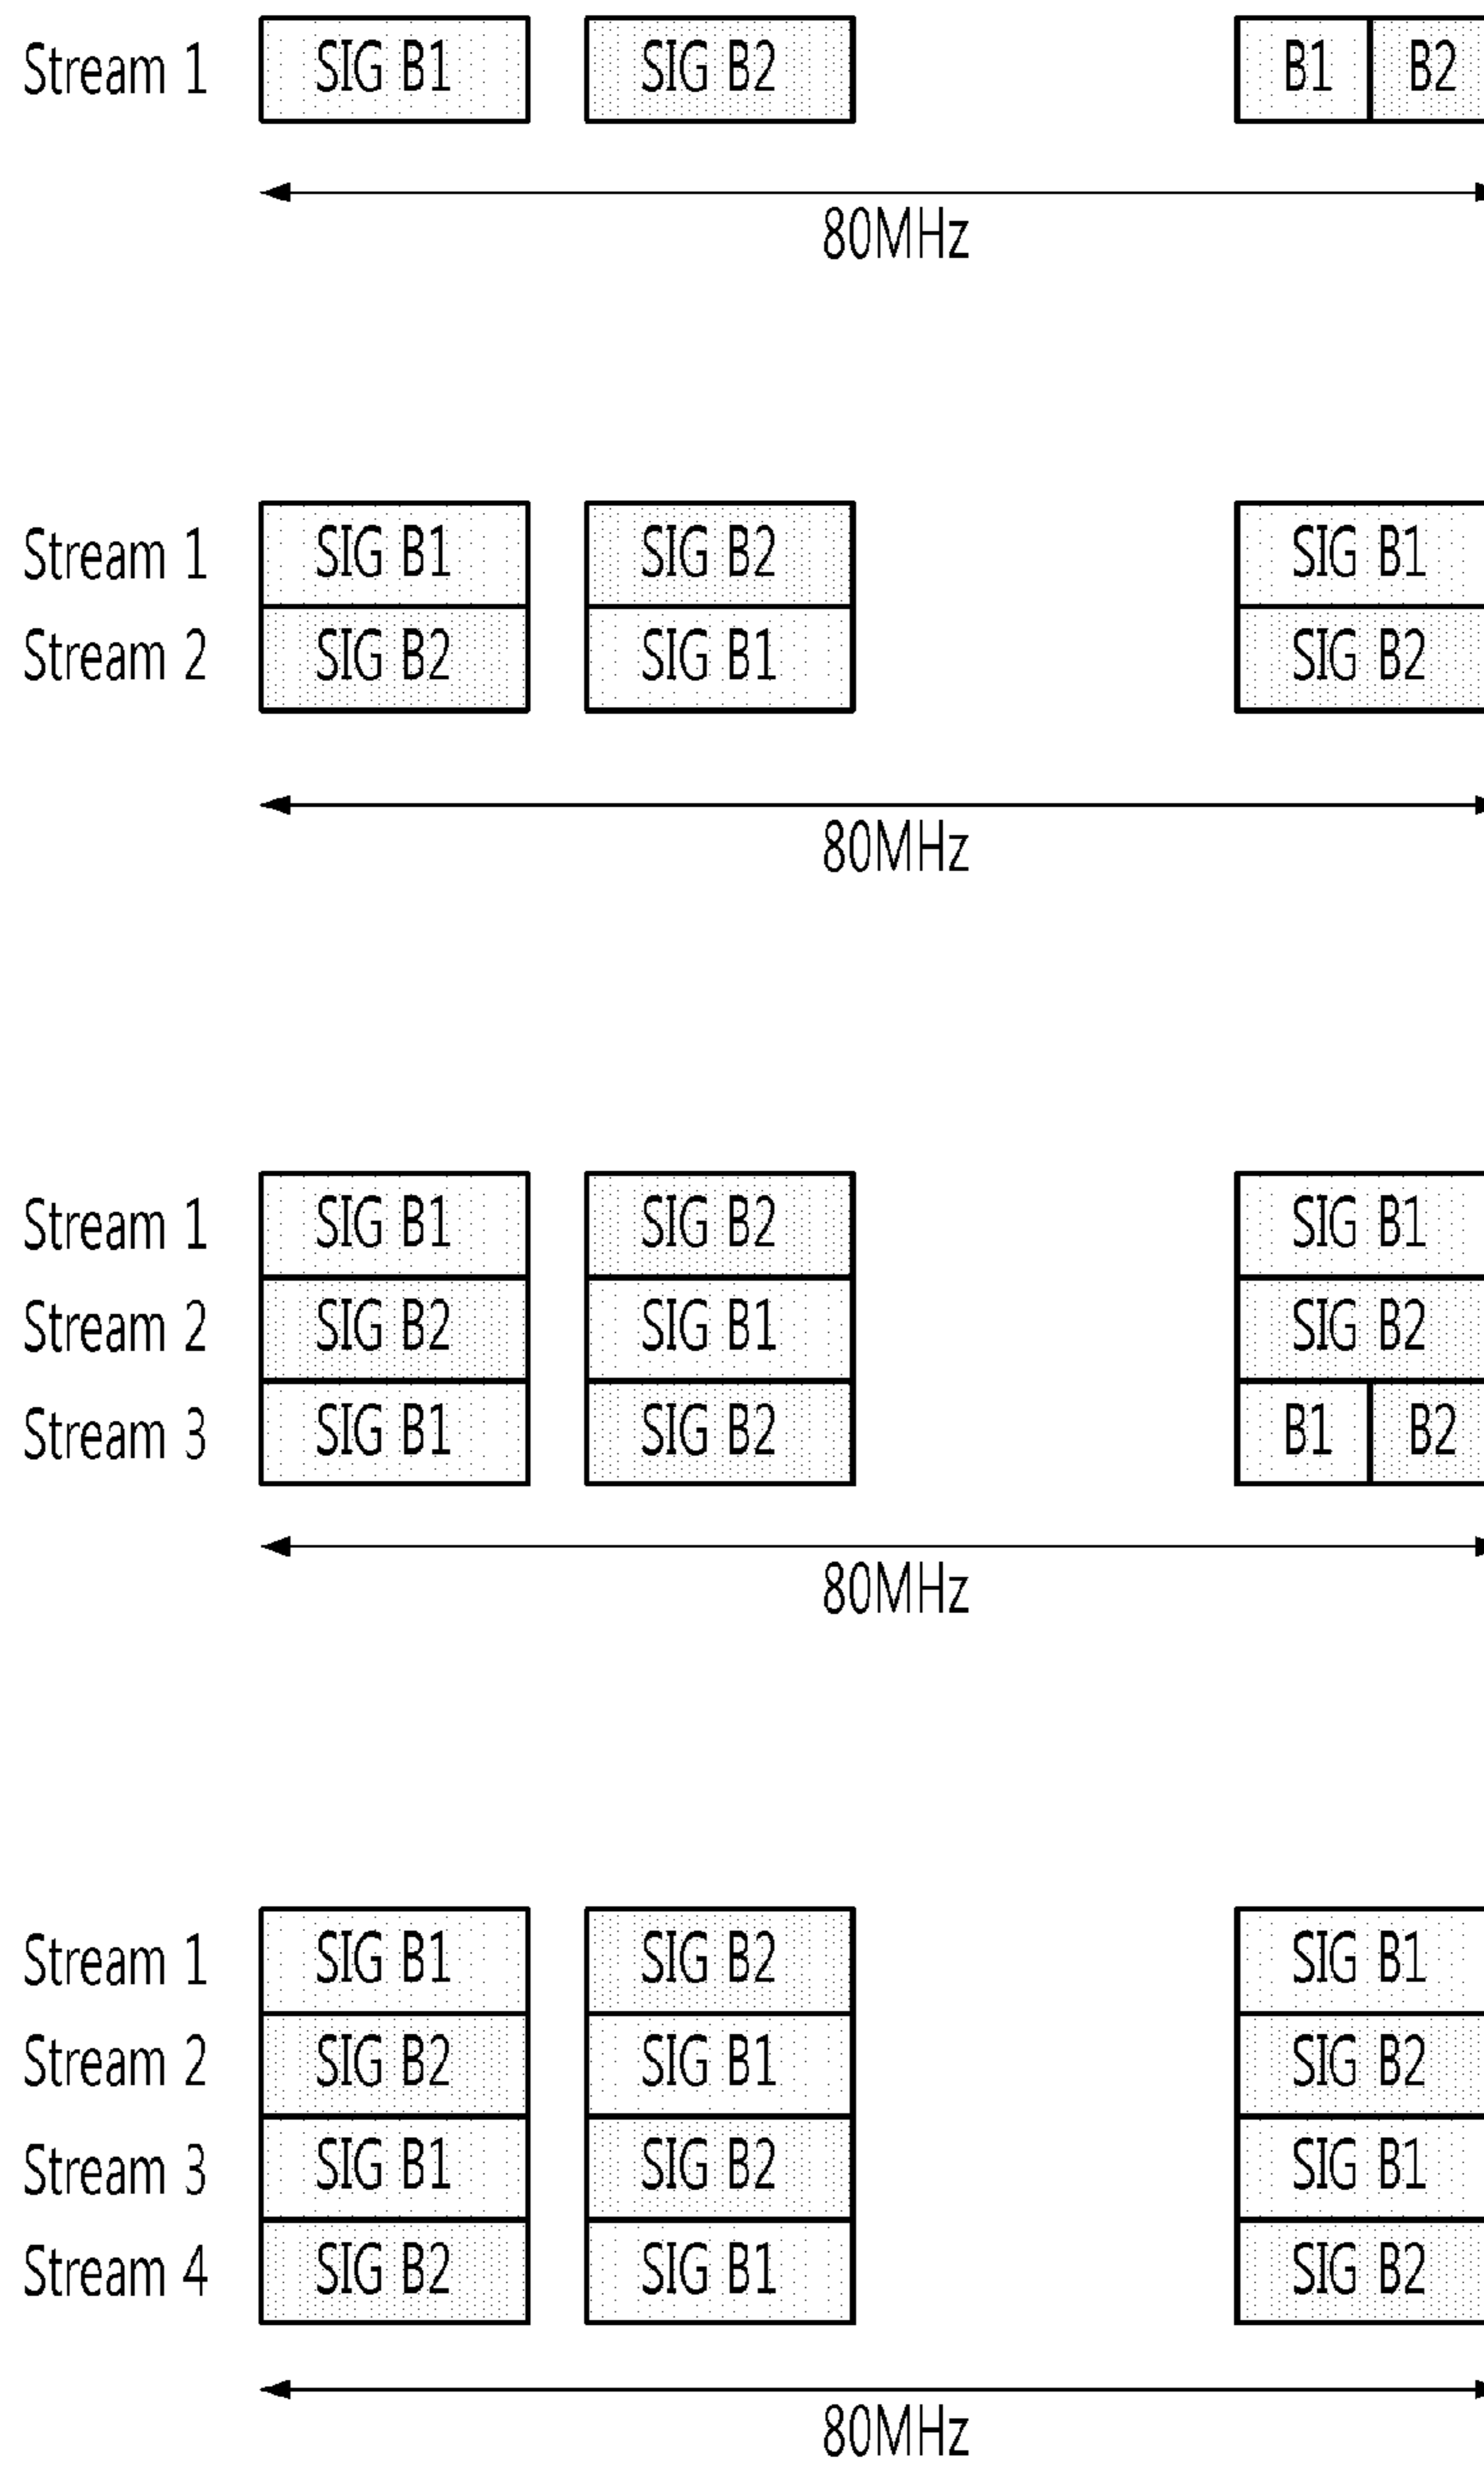 Stream 1 SIG B1 SIG B2 B1 B2
80MHz
Stream 1 SIG B1 SIG B2 SIG B1
Stream 2 SIG B2 SIG B1 SIG B2
80MHz
Stream 1 SIG B1 SIG B2 SIG B1
Stream 2 SIG B2 SIG B1 SIG B2
Stream 3 SIG B1 SIG B2 B1 B2
80MHz
Stream 1 SIG B1 SIG B2 SIG B1
Stream 2 SIG B2 SIG B1 SIG B2
Stream 3 SIG B1 SIG B2 SIG B1
Stream 4 SIG B2 SIG B1 SIG B2
80MHz